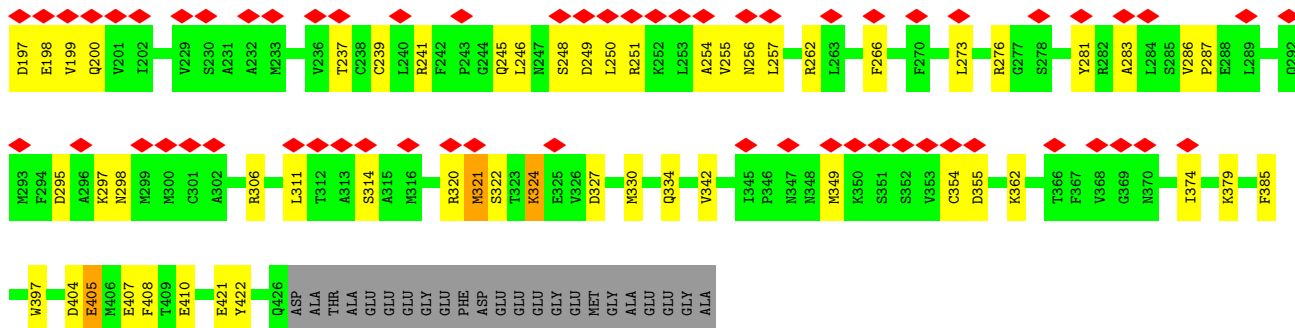 D197 E198 V199 Q200 V201 I202 V229 S230 A231 A232 M233 V236 T237 C238 C239 L240 R241 F242 P243 G244 Q245 L246 N247 S248 D249 L250 R251 K252 L253 A254 V255 N256 L257 R262 L263 F266 F270 L273 R276 G277 S278 Y281 R282 A283 L284 S285 V286 P287 E288 L289 Q292
M293 F294 D295 A296 K297 N298 M299 M300 C301 A302 R306 L311 T312 A313 S314 A315 M316 R320 M321 S322 T323 K324 E325 V326 D327 M330 Q334 V342 I345 P346 N347 N348 M349 K350 S351 S352 V353 C354 D355 K362 T366 F367 V368 G369 N370 I374 K379 F385
W397 D404 E405 M406 E407 F408 T409 E410 E421 Y422 Q426 ASP ALA THR ALA GLU GLU GLU GLY GLU PHE ASP GLU GLU GLU GLY GLU MET GLY ALA GLU GLU GLY ALA